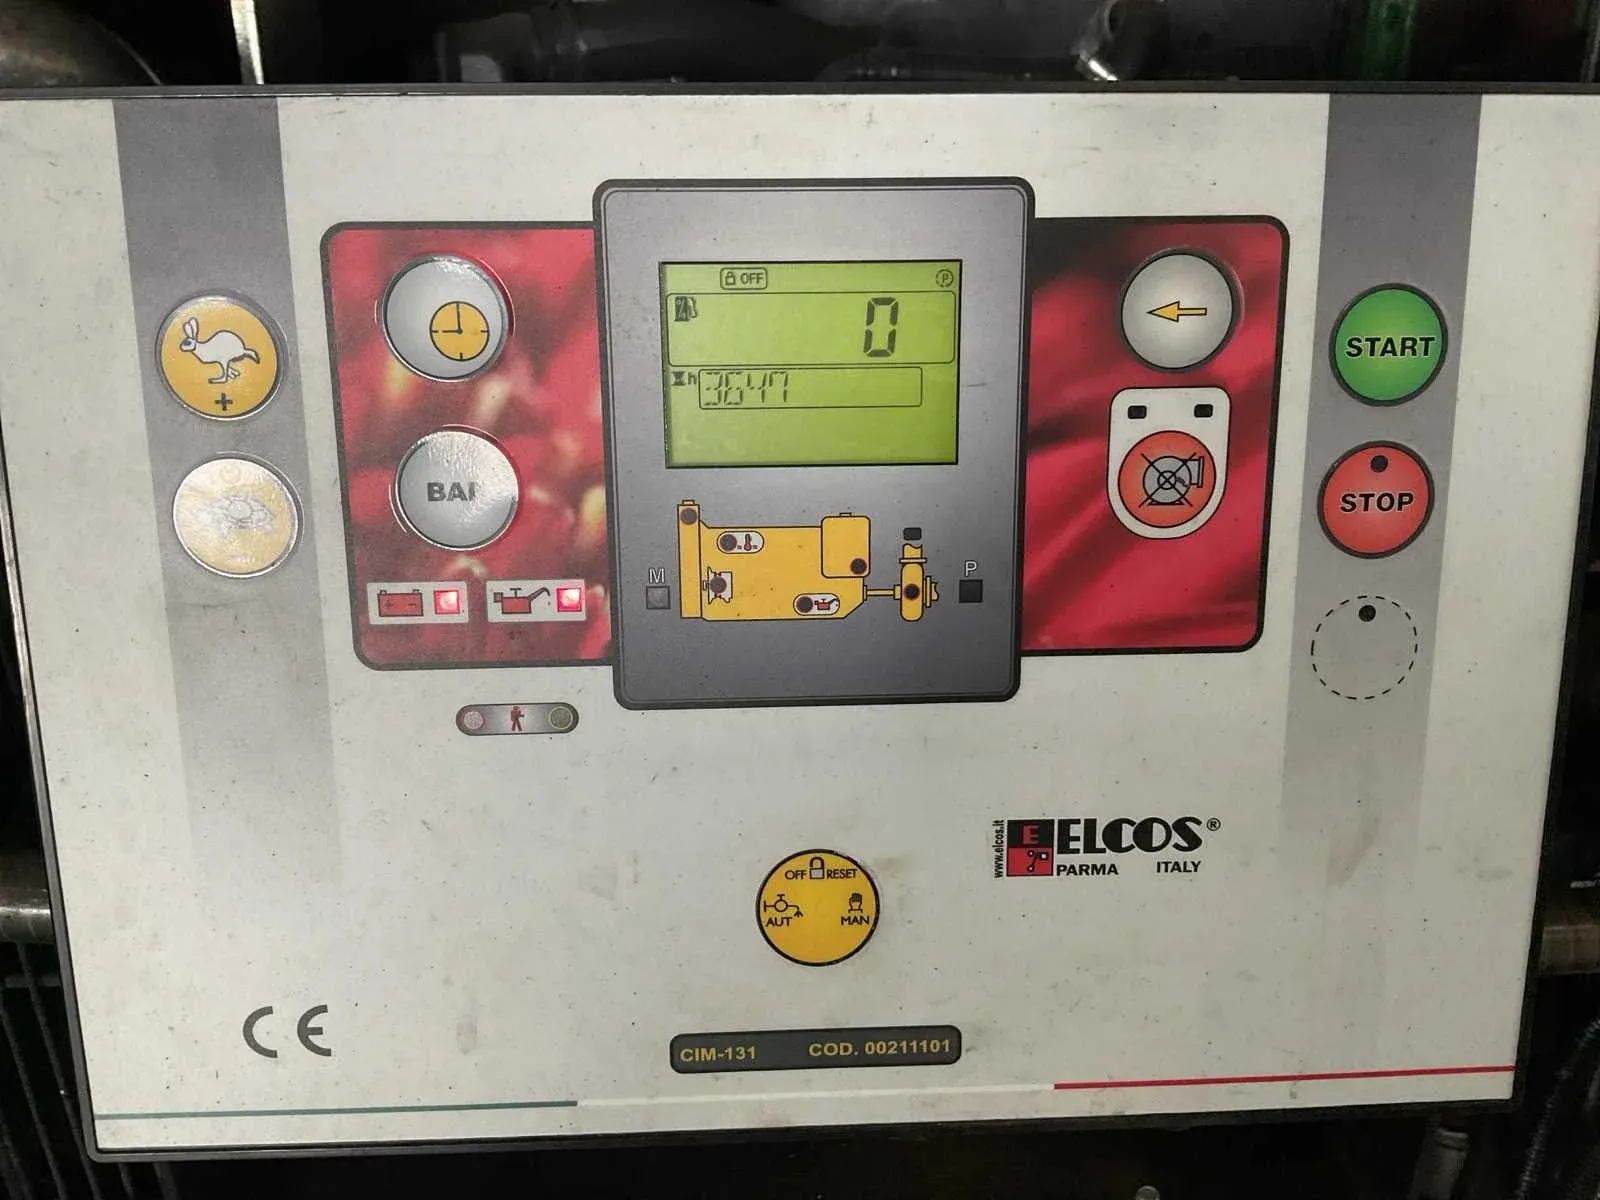 OFF
P
%
0
h 3647
BAR
+
START
STOP
M
P
www.elcos.it
E
ELCOS®
PARMA ITALY
OFF RESET
AUT
MAN
CE
CIM-131 COD. 00211101